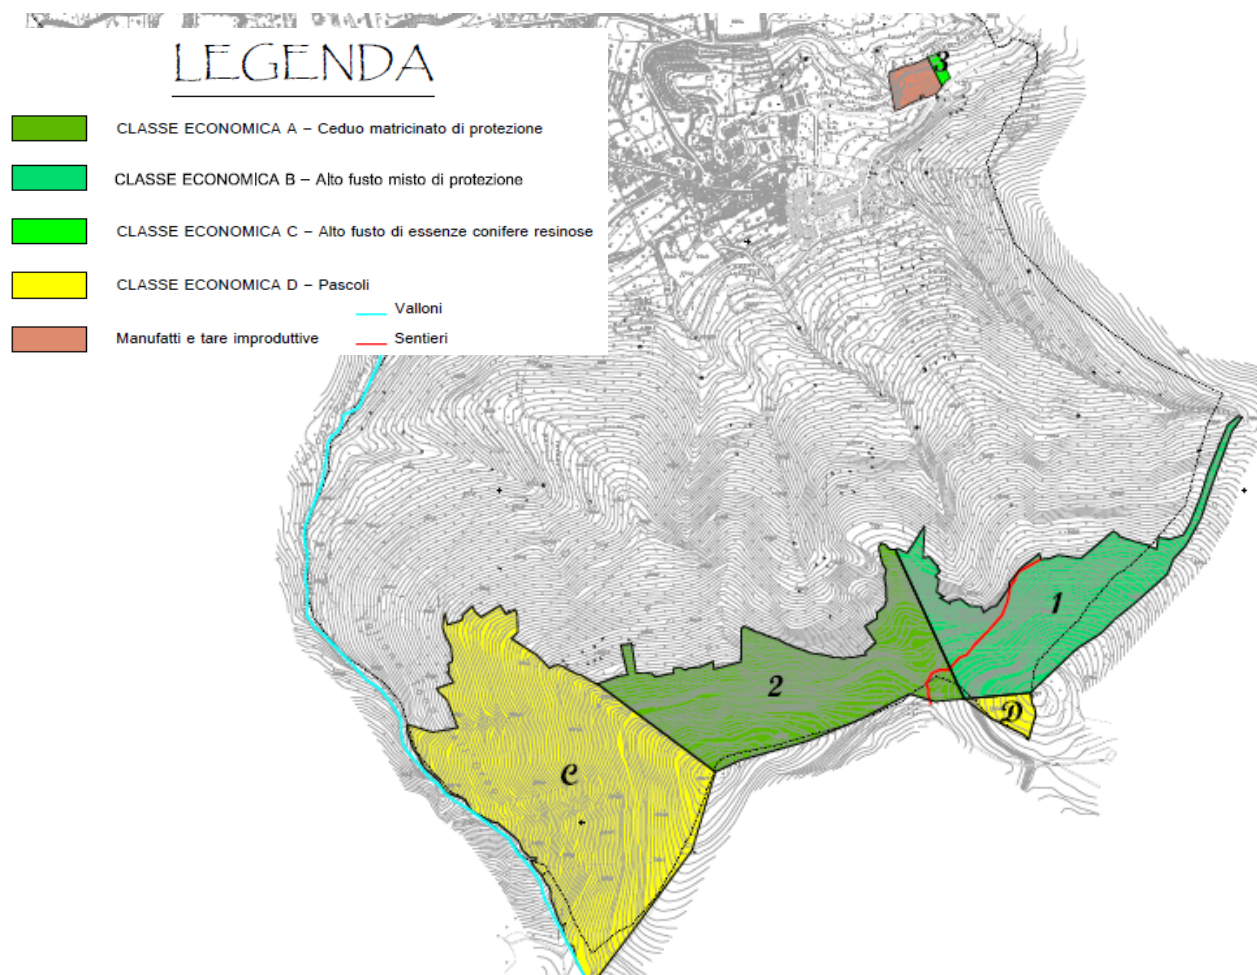 LEGENDA
3
CLASSE ECONOMICA A – Ceduo matricinato di protezione
CLASSE ECONOMICA B – Alto fusto misto di protezione
CLASSE ECONOMICA C – Alto fusto di essenze conifere resinose
CLASSE ECONOMICA D – Pascoli
Valloni
Manufatti e tare improduttive
Sentieri
1
2
D
C